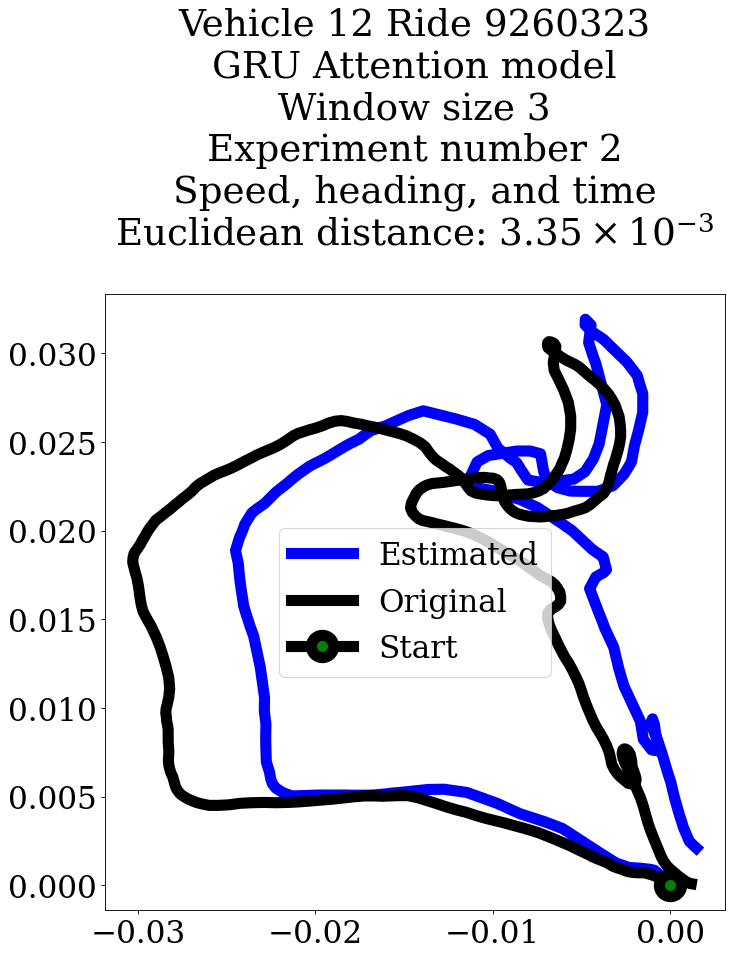 Vehicle 12 Ride 9260323
GRU Attention model
Window size 3
Experiment number 2
Speed, heading, and time
Euclidean distance: 3.35 × 10⁻³
0.030
0.025
0.020
0.015
0.010
0.005
0.000
Estimated
Original
Start
−0.03 −0.02 −0.01 0.00